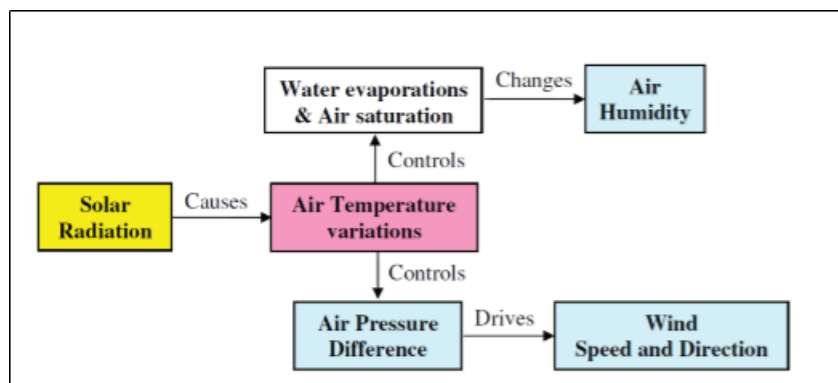 Water evaporations
& Air saturation
Changes
Air
Humidity
Controls
Solar
Radiation
Causes
Air Temperature
variations
Controls
Air Pressure
Difference
Drives
Wind
Speed and Direction